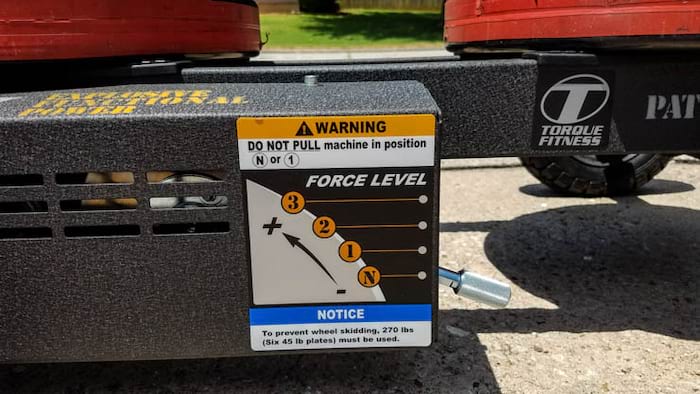 EXPLOSIVE
FUNCTIONAL
POWER
WARNING
DO NOT PULL machine in position
N or 1
FORCE LEVEL
3
2
1
N
+
-
NOTICE
To prevent wheel skidding, 270 lbs
(Six 45 lb plates) must be used.
T
TORQUE
FITNESS
PAT